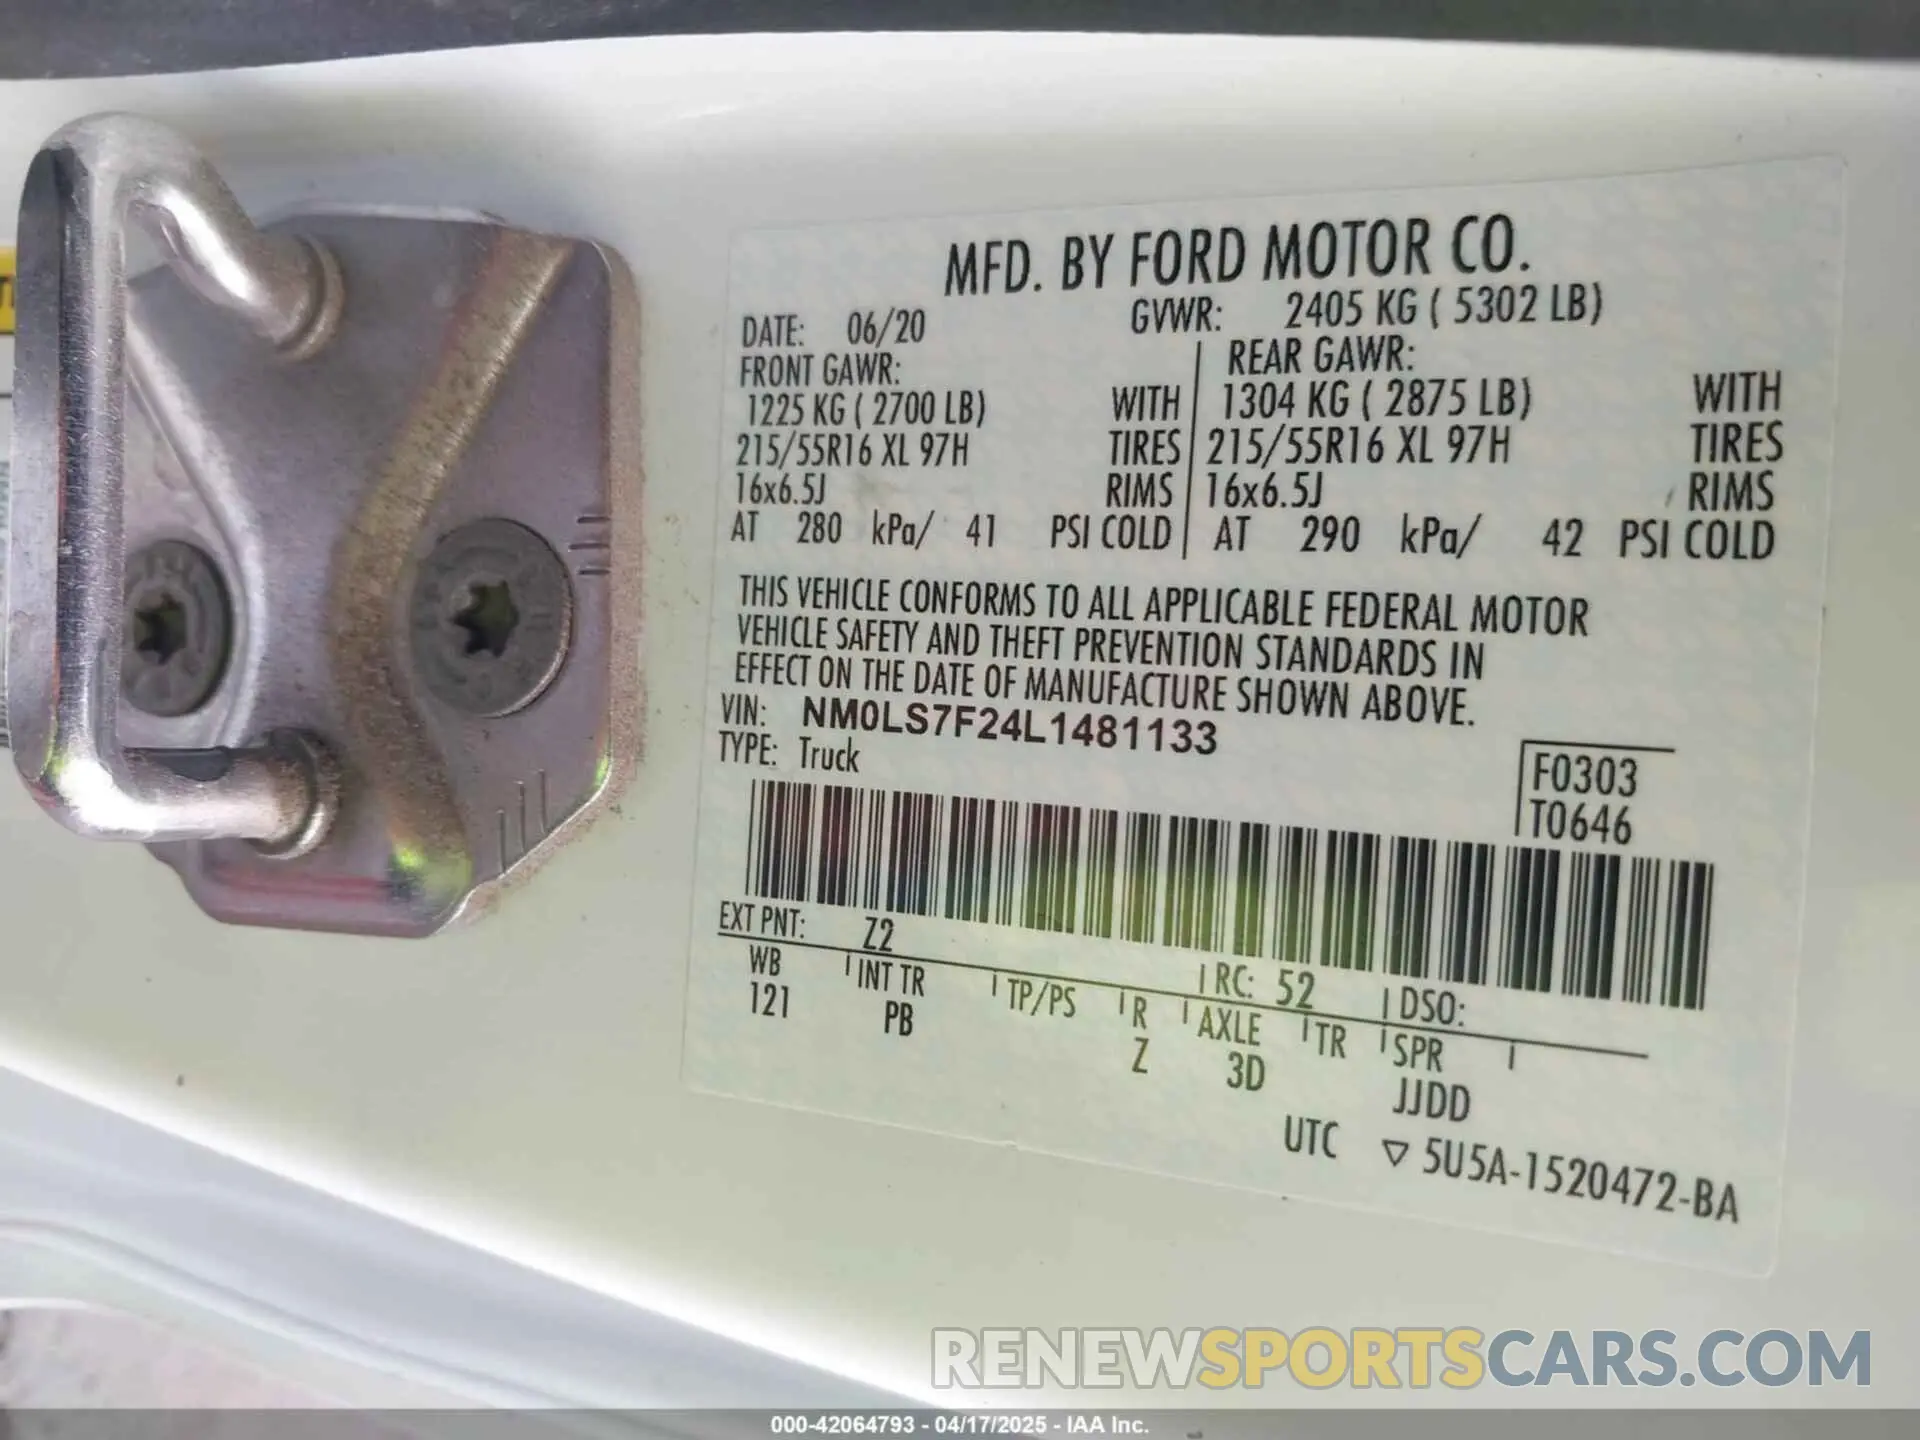 MFD. BY FORD MOTOR CO.
DATE: 06/20 GVWR: 2405 KG ( 5302 LB)
FRONT GAWR: REAR GAWR:
1225 KG ( 2700 LB) WITH 1304 KG ( 2875 LB) WITH
215/55R16 XL 97H TIRES 215/55R16 XL 97H TIRES
16x6.5J RIMS 16x6.5J RIMS
AT 280 kPa/ 41 PSI COLD AT 290 kPa/ 42 PSI COLD
THIS VEHICLE CONFORMS TO ALL APPLICABLE FEDERAL MOTOR
VEHICLE SAFETY AND THEFT PREVENTION STANDARDS IN
EFFECT ON THE DATE OF MANUFACTURE SHOWN ABOVE.
VIN: NM0LS7F24L1481133
TYPE: Truck
F0303
T0646
EXT PNT: Z2 RC: 52 DSO:
WB INT TR TP/PS R AXLE TR SPR
121 PB Z 3D JJDD
UTC ▽ 5U5A-1520472-BA
RENEWSPORTSCARS.COM
000-42064793 - 04/17/2025 - IAA Inc.